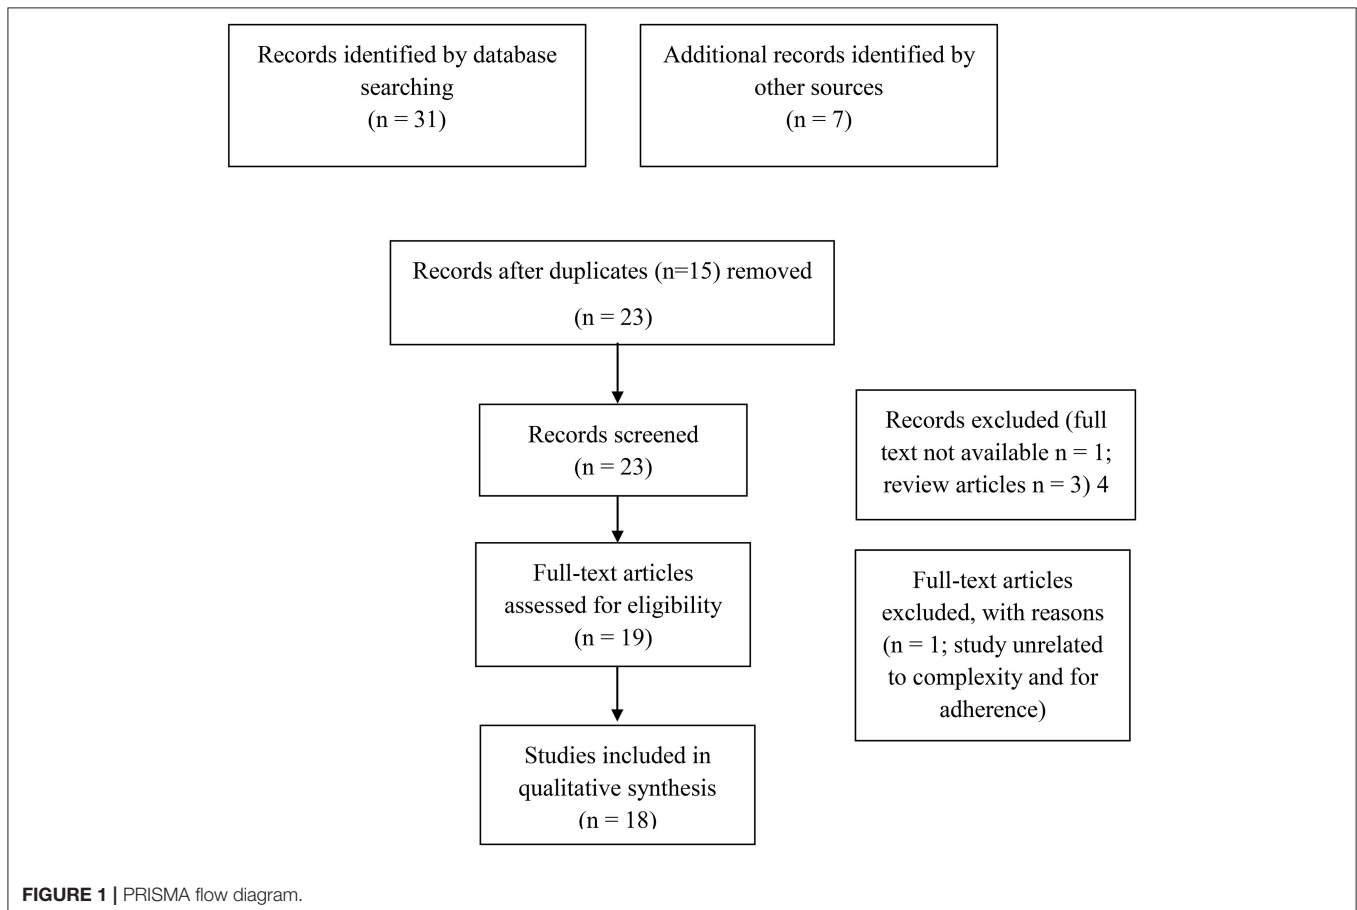 Records identified by database
searching
(n = 31)
Additional records identified by
other sources
(n = 7)
Records after duplicates (n=15) removed
(n = 23)
Records screened
(n = 23)
Records excluded (full
text not available n = 1;
review articles n = 3) 4
Full-text articles
assessed for eligibility
(n = 19)
Full-text articles
excluded, with reasons
(n = 1; study unrelated
to complexity and for
adherence)
Studies included in
qualitative synthesis
(n = 18)
FIGURE 1 | PRISMA flow diagram.